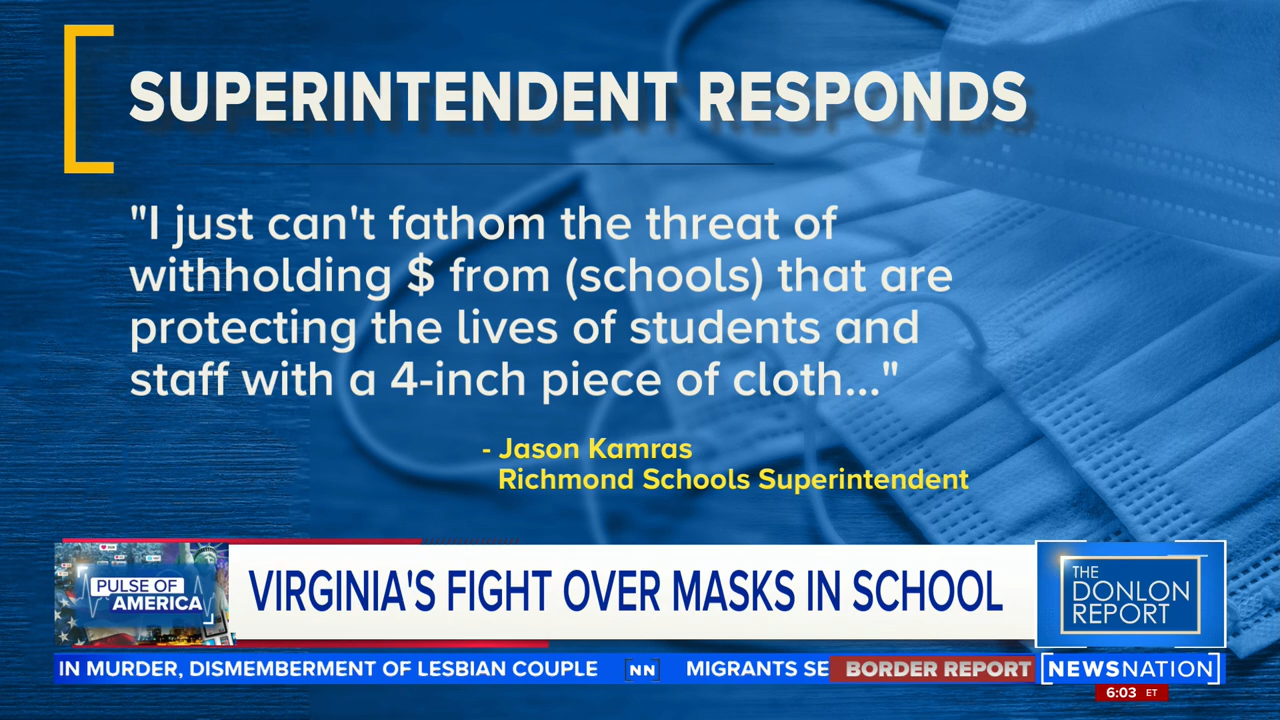 SUPERINTENDENT RESPONDS
"I just can't fathom the threat of
withholding $ from (schools) that are
protecting the lives of students and
staff with a 4-inch piece of cloth..."
- Jason Kamras
Richmond Schools Superintendent
PULSE OF
AMERICA
VIRGINIA'S FIGHT OVER MASKS IN SCHOOL
THE
DONLON
REPORT
IN MURDER, DISMEMBERMENT OF LESBIAN COUPLE NN MIGRANTS SE BORDER REPORT NEWSNATION
6:03 ET